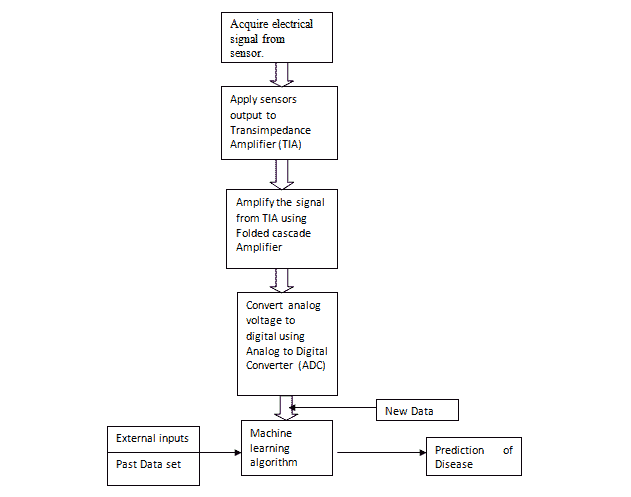 Acquire electrical
signal from
sensor.
Apply sensors
output to
Transimpedance
Amplifier (TIA)
Amplify the signal
from TIA using
Folded cascade
Amplifier
Convert analog
voltage to
digital using
Analog to Digital
Converter (ADC)
New Data
Machine
learning
algorithm
External inputs
Past Data set
Prediction of
Disease